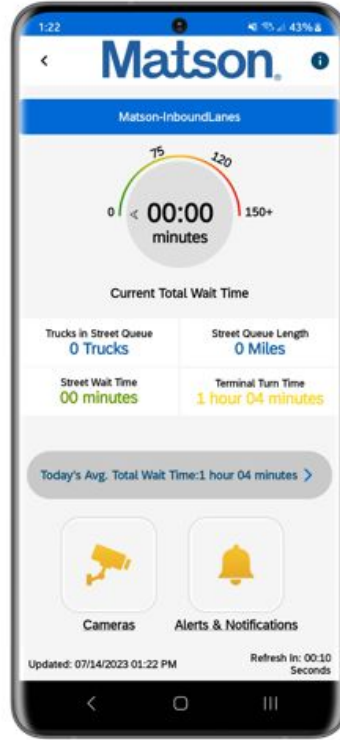 1:22
43%
Matson®
Matson-InboundLanes
75
120
0
00:00
150+
minutes
Current Total Wait Time
Trucks in Street Queue
0 Trucks
Street Queue Length
0 Miles
Street Wait Time
00 minutes
Terminal Turn Time
1 hour 04 minutes
Today's Avg. Total Wait Time:1 hour 04 minutes
Cameras
Alerts & Notifications
Updated: 07/14/2023 01:22 PM
Refresh In: 00:10
Seconds